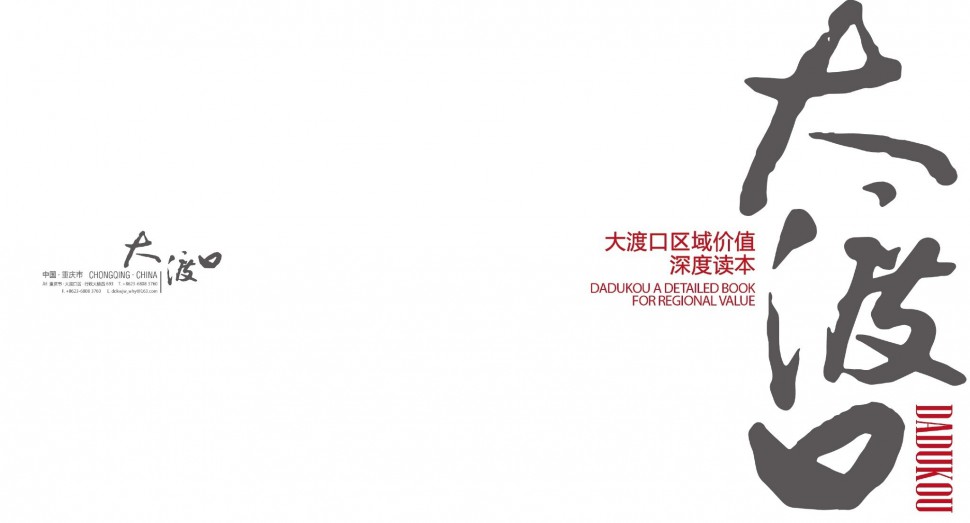 大渡口
中国·重庆市 CHONGQING·CHINA
大渡口区域价值
深度读本
DADUKOU A DETAILED BOOK
FOR REGIONAL VALUE
大渡口
DADUKOU